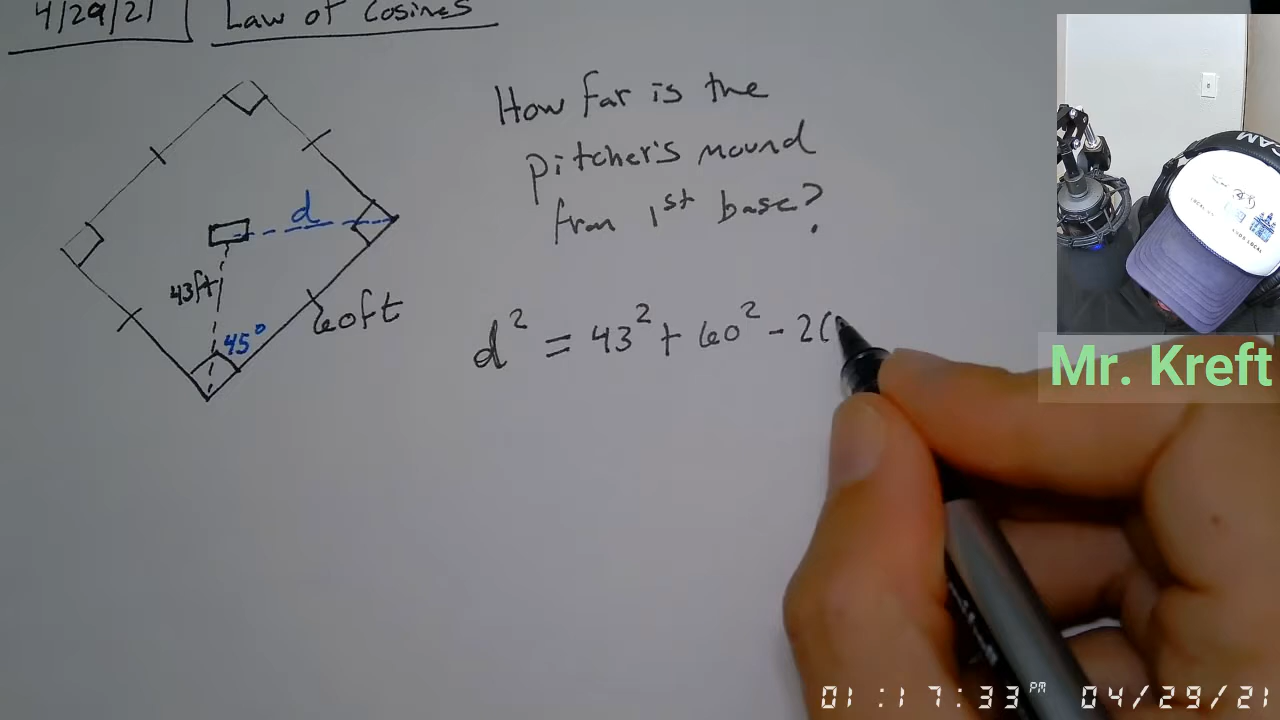 4/29/21
Law of Cosines
How far is the
pitcher's mound
from 1st base?
d
43ft
45°
60ft
d² = 43² + 60² - 2(
Mr. Kreft
01:17:33 PM 04/29/21